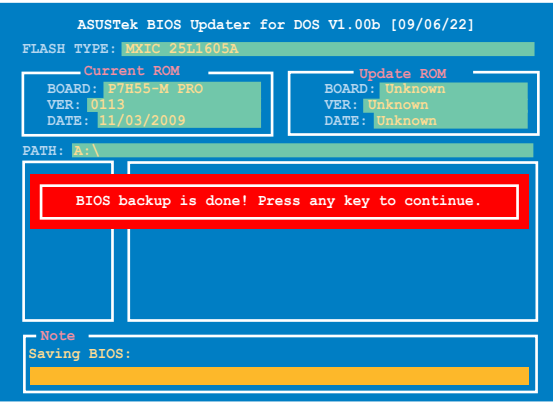 ASUSTek BIOS Updater for DOS V1.00b [09/06/22]
FLASH TYPE: MXIC 25L1605A
Current ROM
BOARD: P7H55-M PRO
VER: 0113
DATE: 11/03/2009
Update ROM
BOARD: Unknown
VER: Unknown
DATE: Unknown
PATH: A:\
BIOS backup is done! Press any key to continue.
Note
Saving BIOS: